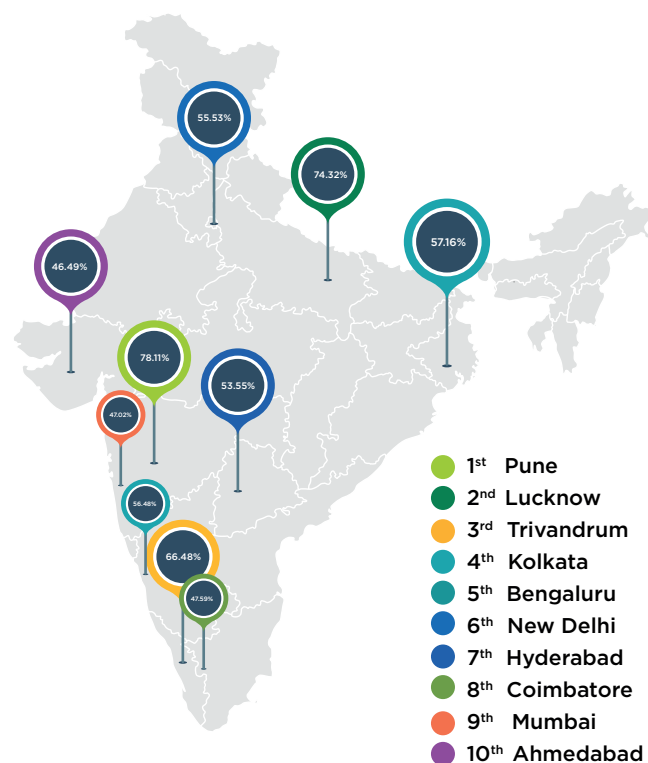 55.53%
74.32%
57.16%
46.49%
78.11%
53.55%
47.02%
56.48%
66.48%
47.59%
1st Pune
2nd Lucknow
3rd Trivandrum
4th Kolkata
5th Bengaluru
6th New Delhi
7th Hyderabad
8th Coimbatore
9th Mumbai
10th Ahmedabad